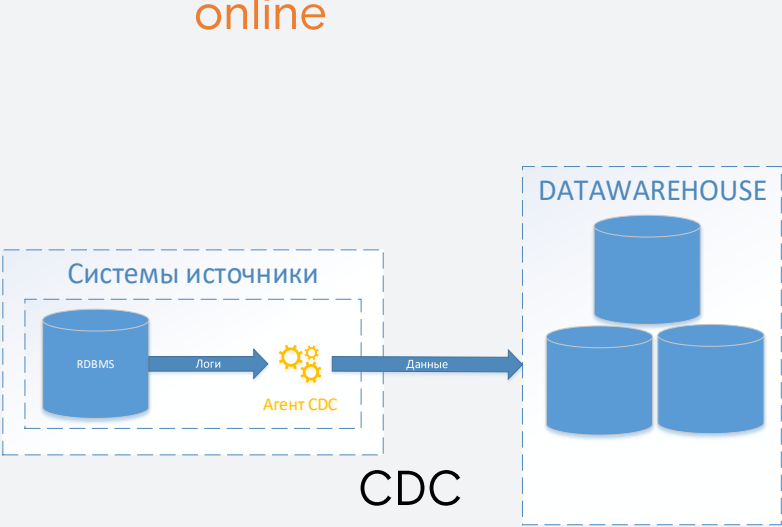 online
DATAWAREHOUSE
Системы источники
RDBMS
Логи
Данные
Агент CDC
CDC